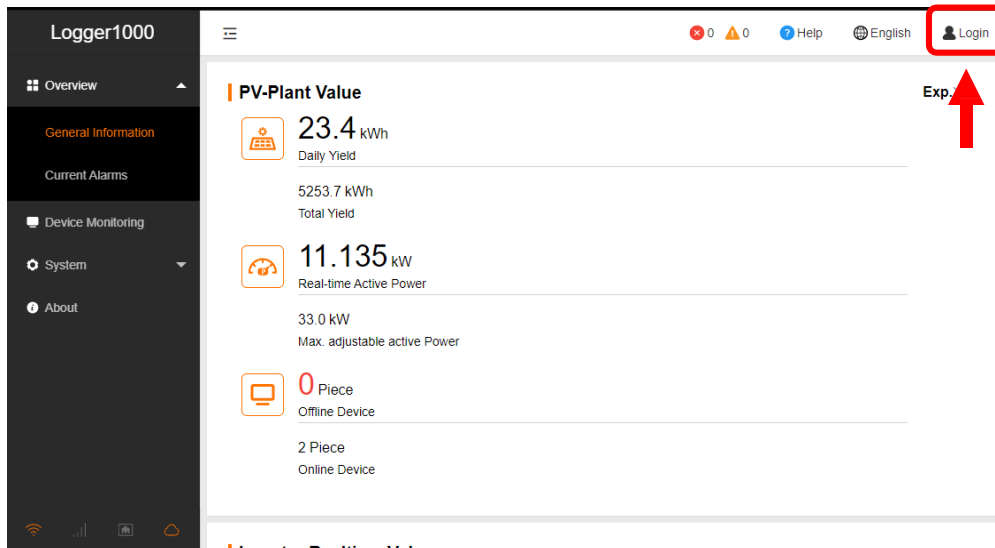 Logger1000
0 0 Help English Login
Overview
General Information
Current Alarms
Device Monitoring
System
About
PV-Plant Value
Exp.
23.4 kWh
Daily Yield
5253.7 kWh
Total Yield
11.135 kW
Real-time Active Power
33.0 kW
Max. adjustable active Power
0 Piece
Offline Device
2 Piece
Online Device